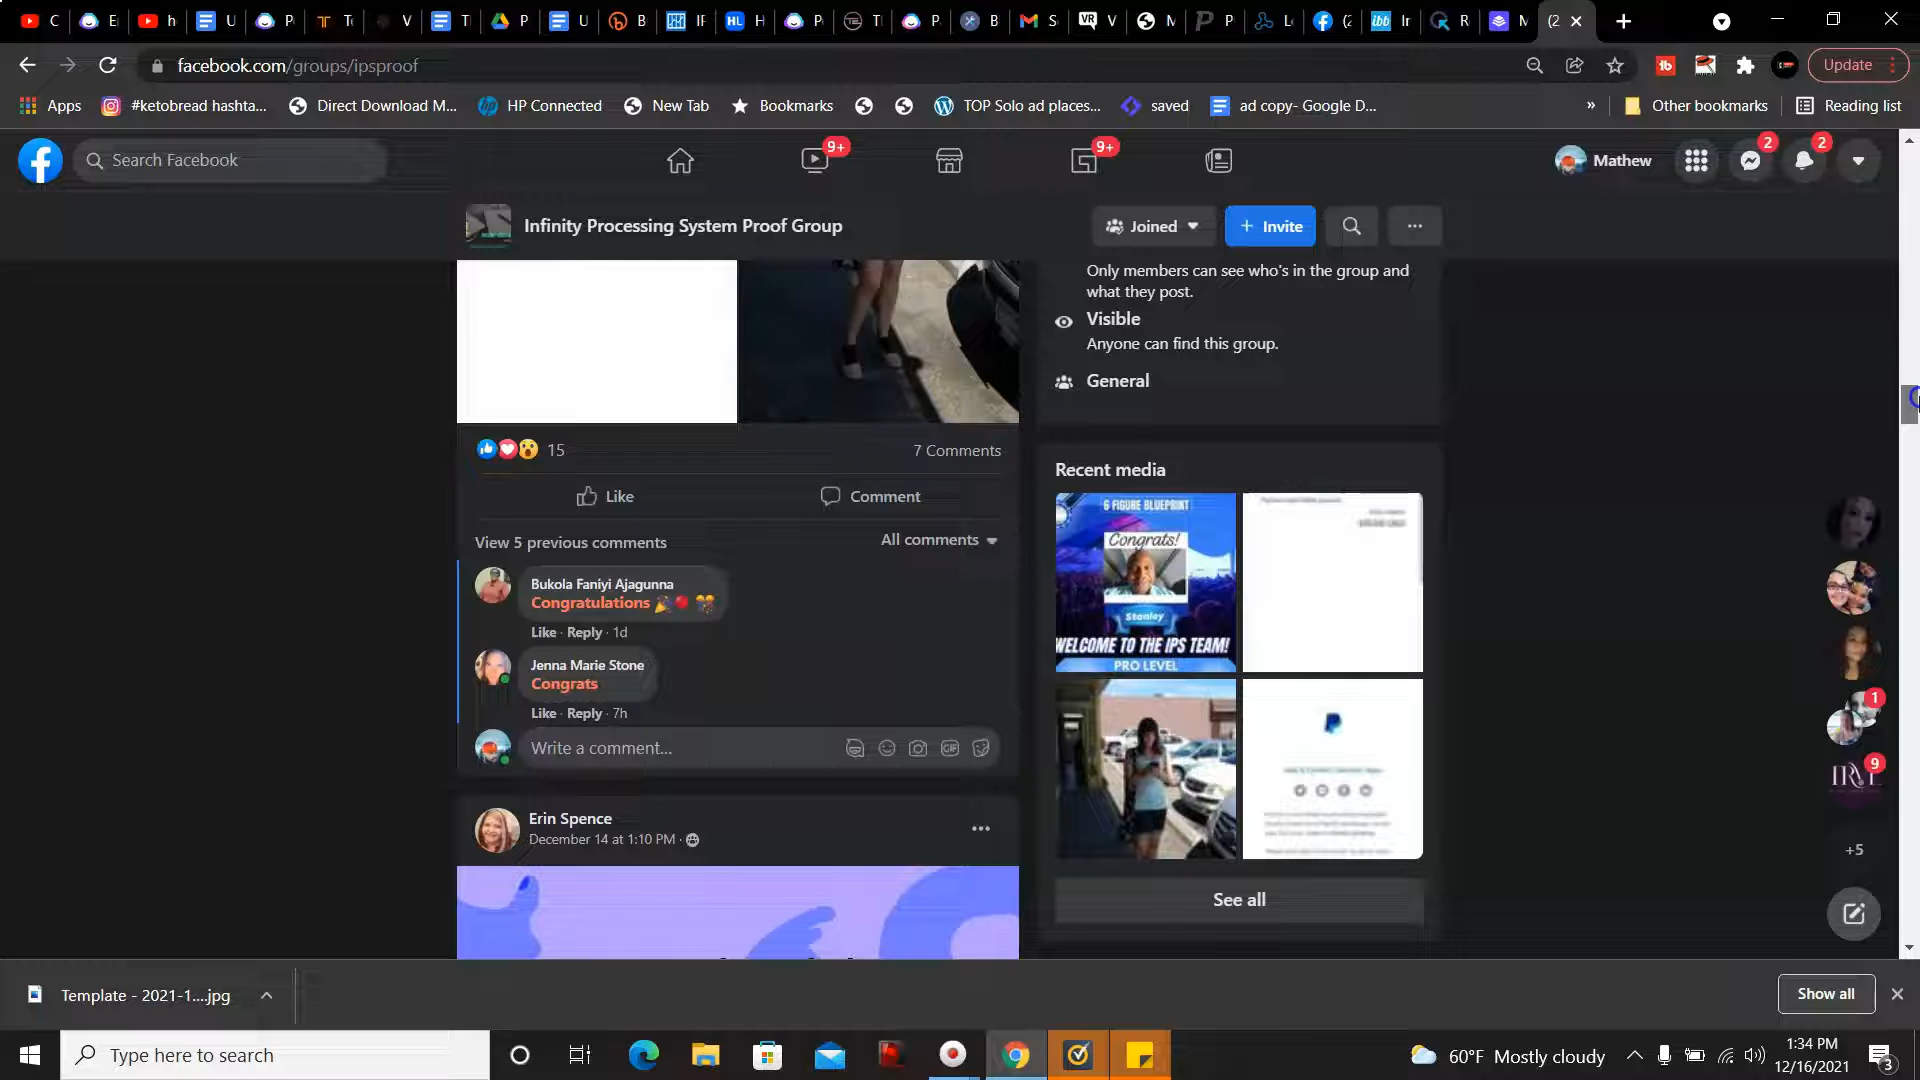 C
E
h
U
P
T
V
T
P
U
B
IF
H
P
T
P
B
S
V
M
P
L
(2
Ir
R
M
(2
facebook.com/groups/ipsproof
Update
Apps
#ketobread hashta...
Direct Download M...
HP Connected
New Tab
Bookmarks
TOP Solo ad places...
saved
ad copy- Google D...
»
Other bookmarks
Reading list
Search Facebook
9+
9+
Mathew
2
2
Infinity Processing System Proof Group
Joined
+ Invite
Only members can see who's in the group and
what they post.
Visible
Anyone can find this group.
General
15
7 Comments
Like
Comment
View 5 previous comments
All comments
Bukola Faniyi Ajagunna
Congratulations
Like · Reply · 1d
Jenna Marie Stone
Congrats
Like · Reply · 7h
Write a comment...
GIF
Erin Spence
December 14 at 1:10 PM ·
Recent media
6 FIGURE BLUEPRINT
Congrats!
Stanley
WELCOME TO THE IPS TEAM!
PRO LEVEL
See all
1
9
+5
Template - 2021-1....jpg
Show all
Type here to search
60°F Mostly cloudy
1:34 PM
12/16/2021
3